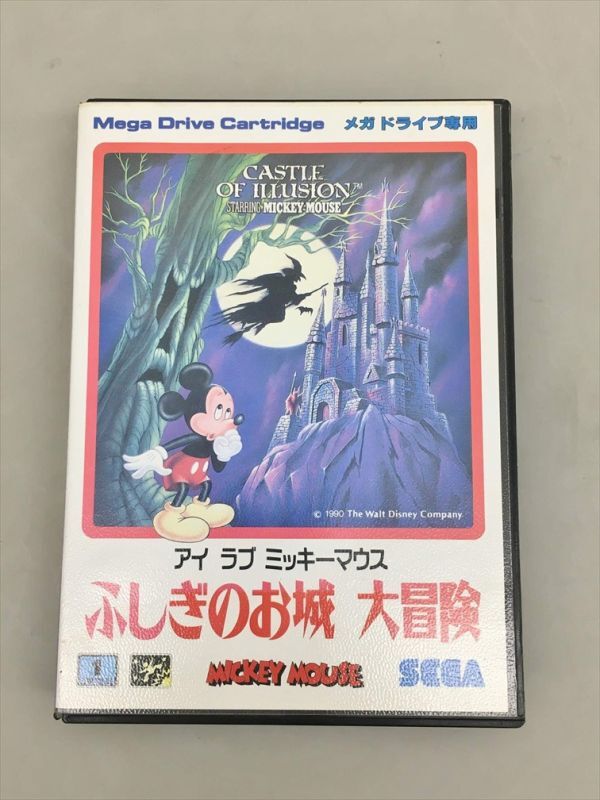 Mega Drive Cartridge メガドライブ専用
CASTLE
OF ILLUSION™
STARRING MICKEY MOUSE
© 1990 The Walt Disney Company
アイ ラブ ミッキーマウス
ふしぎのお城 大冒険
1 MICKEY MOUSE SEGA